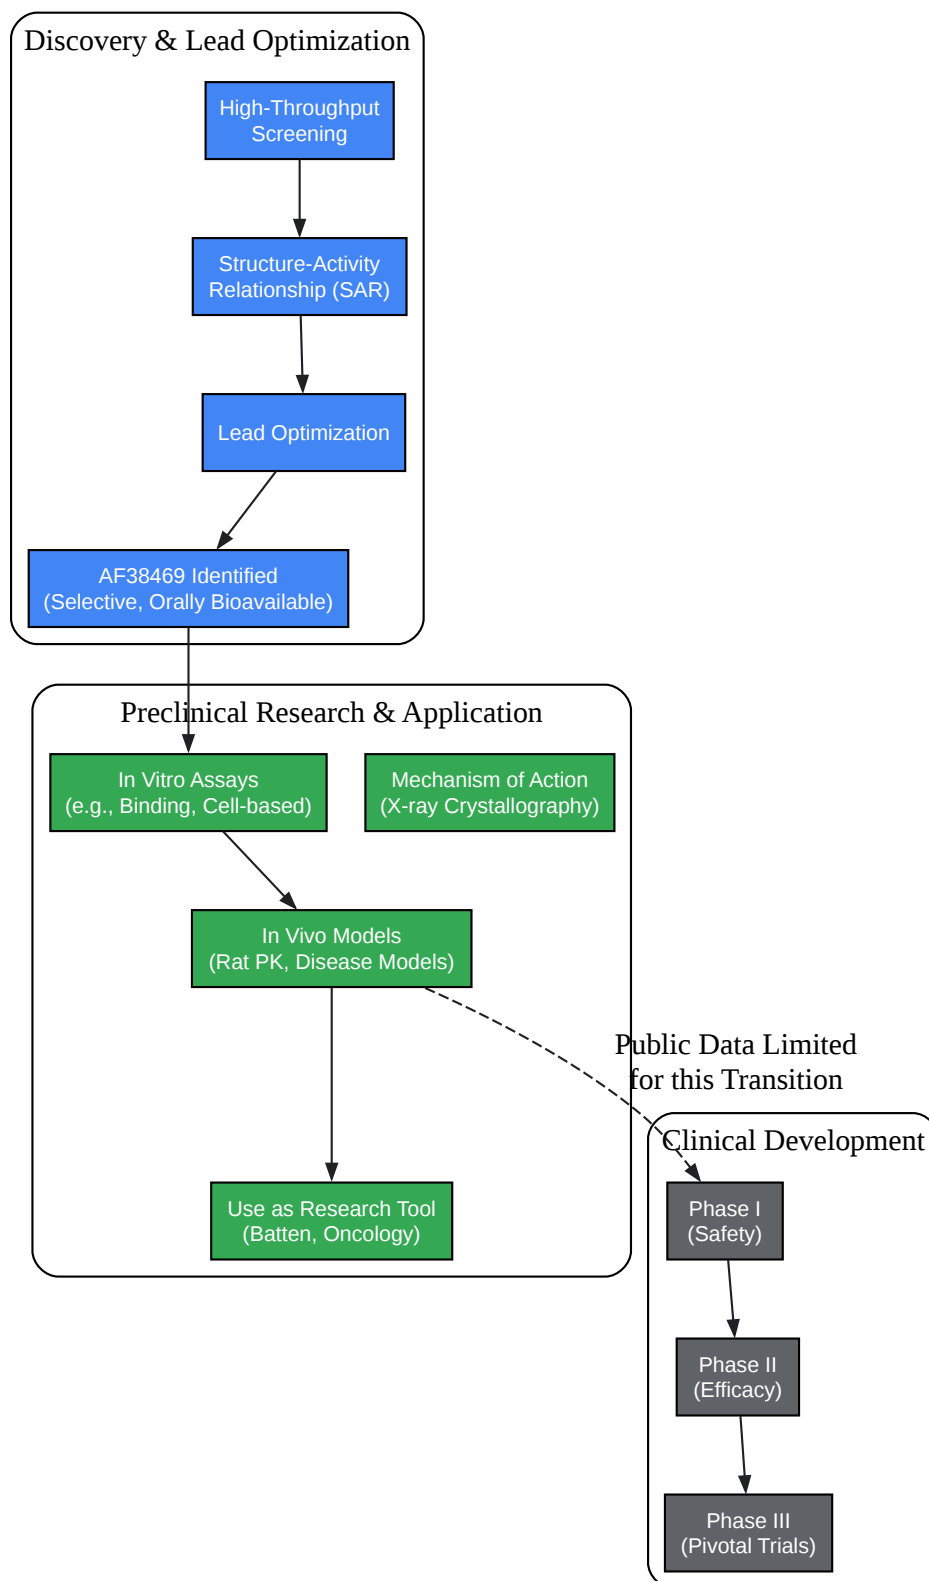 Discovery & Lead Optimization
High-Throughput
Screening
Structure-Activity
Relationship (SAR)
Lead Optimization
AF38469 Identified
(Selective, Orally Bioavailable)
Preclinical Research & Application
In Vitro Assays
(e.g., Binding, Cell-based)
Mechanism of Action
(X-ray Crystallography)
In Vivo Models
(Rat PK, Disease Models)
Public Data Limited
for this Transition
Use as Research Tool
(Batten, Oncology)
Clinical Development
Phase I
(Safety)
Phase II
(Efficacy)
Phase III
(Pivotal Trials)